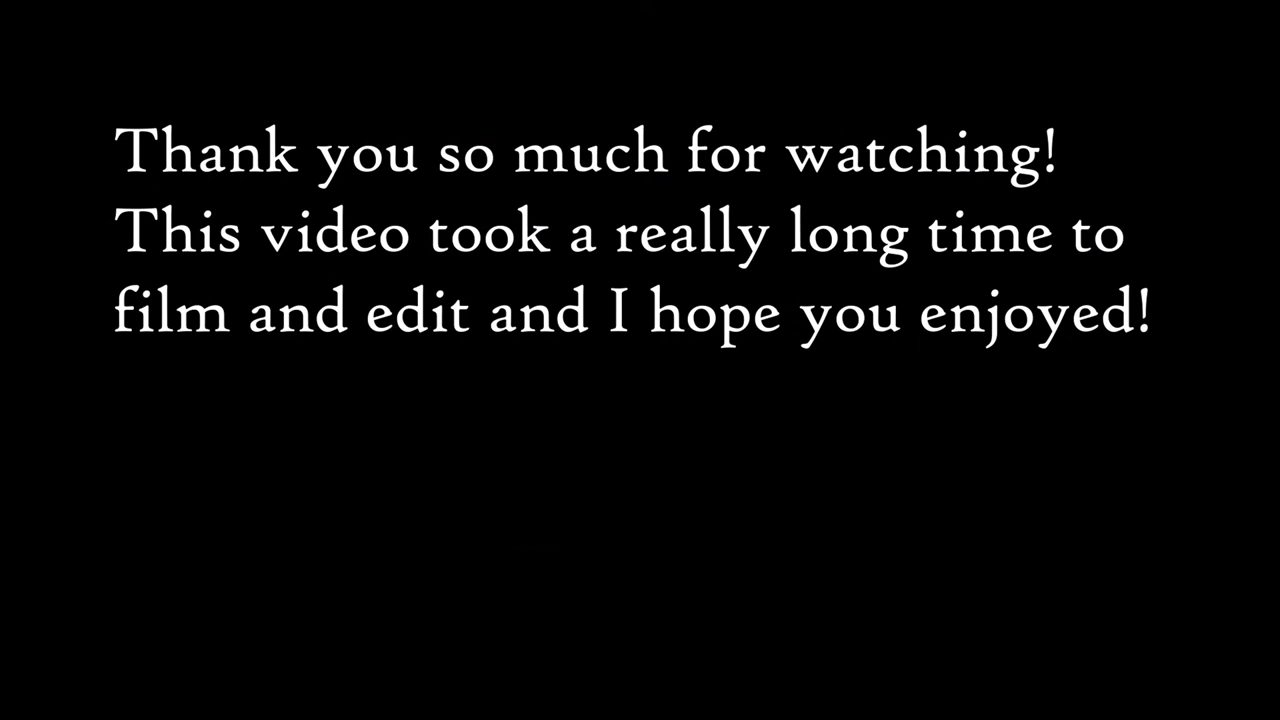 Thank you so much for watching!
This video took a really long time to
film and edit and I hope you enjoyed!